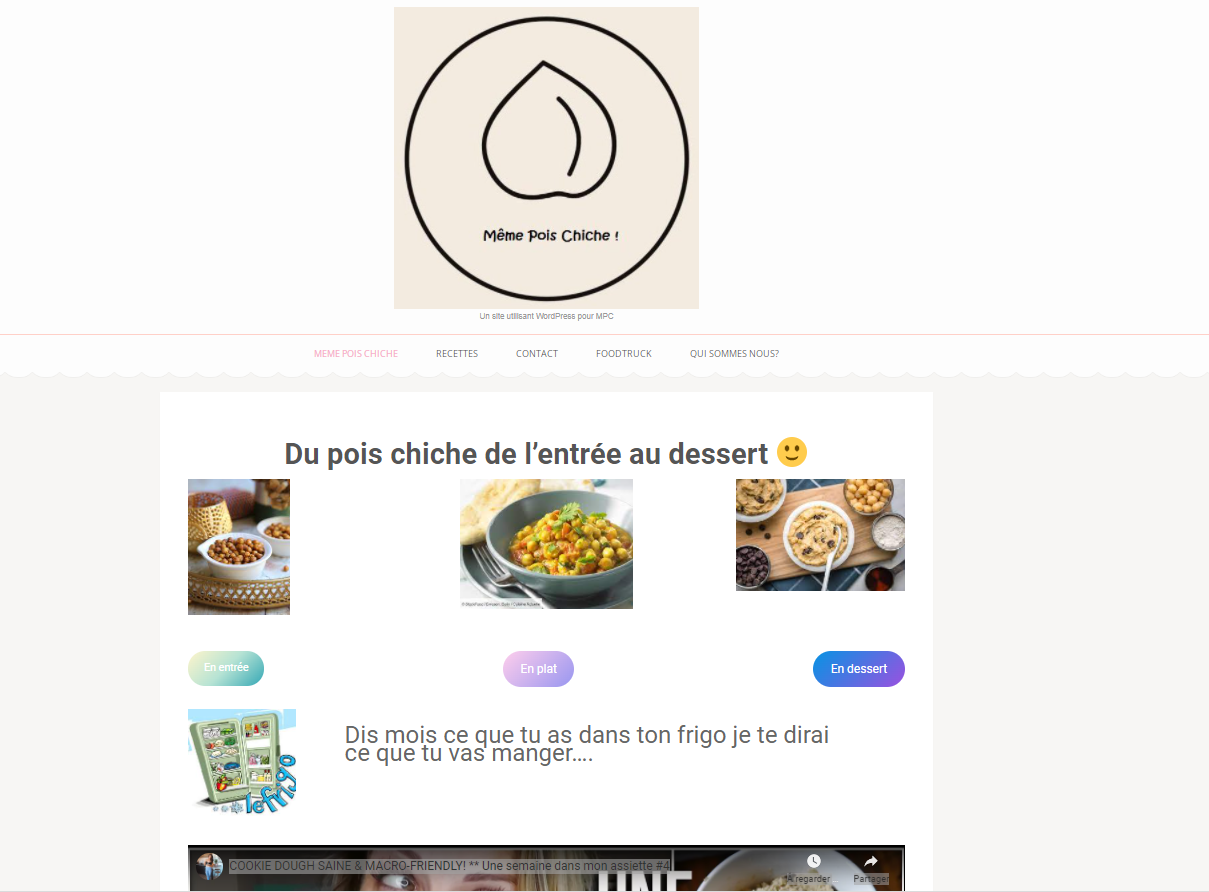 Même Pois Chiche !
Un site utilisant WordPress pour MPC
MEME POIS CHICHE RECETTES CONTACT FOODTRUCK QUI SOMMES NOUS?
Du pois chiche de l’entrée au dessert 🙂
En entrée En plat En dessert
Dis mois ce que tu as dans ton frigo je te dirai
ce que tu vas manger....
le frigo
COOKIE DOUGH SAINE & MACRO-FRIENDLY! ** Une semaine dans mon assiette #4
À regarder Partager
UNE